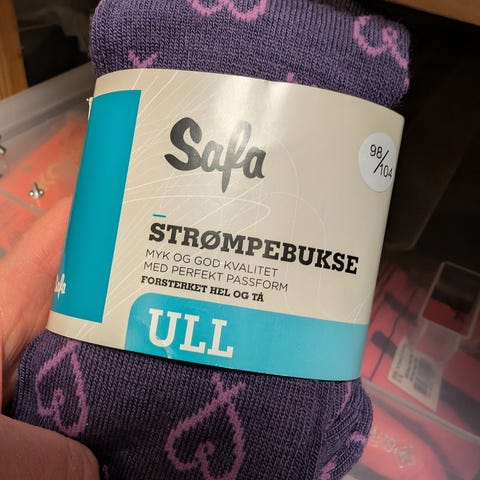 Safa
98/104
STRØMPEBUKSE
MYK OG GOD KVALITET
MED PERFEKT PASSFORM
FORSTERKET HEL OG TÅ
ULL